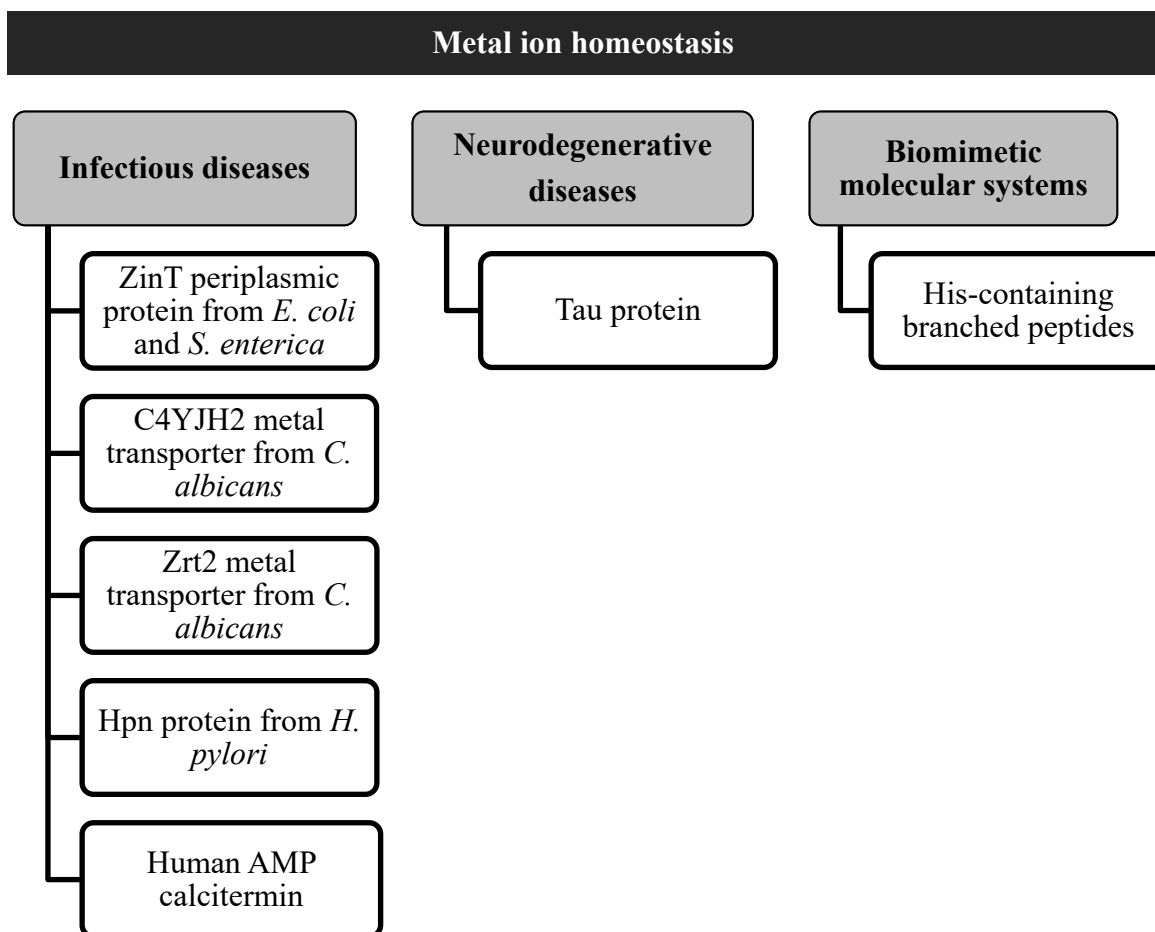 Metal ion homeostasis
Infectious diseases
ZinT periplasmic
protein from E. coli
and S. enterica
C4YJH2 metal
transporter from C.
albicans
Zrt2 metal
transporter from C.
albicans
Hpn protein from H.
pylori
Human AMP
calcitermin
Neurodegenerative
diseases
Tau protein
Biomimetic
molecular systems
His-containing
branched peptides